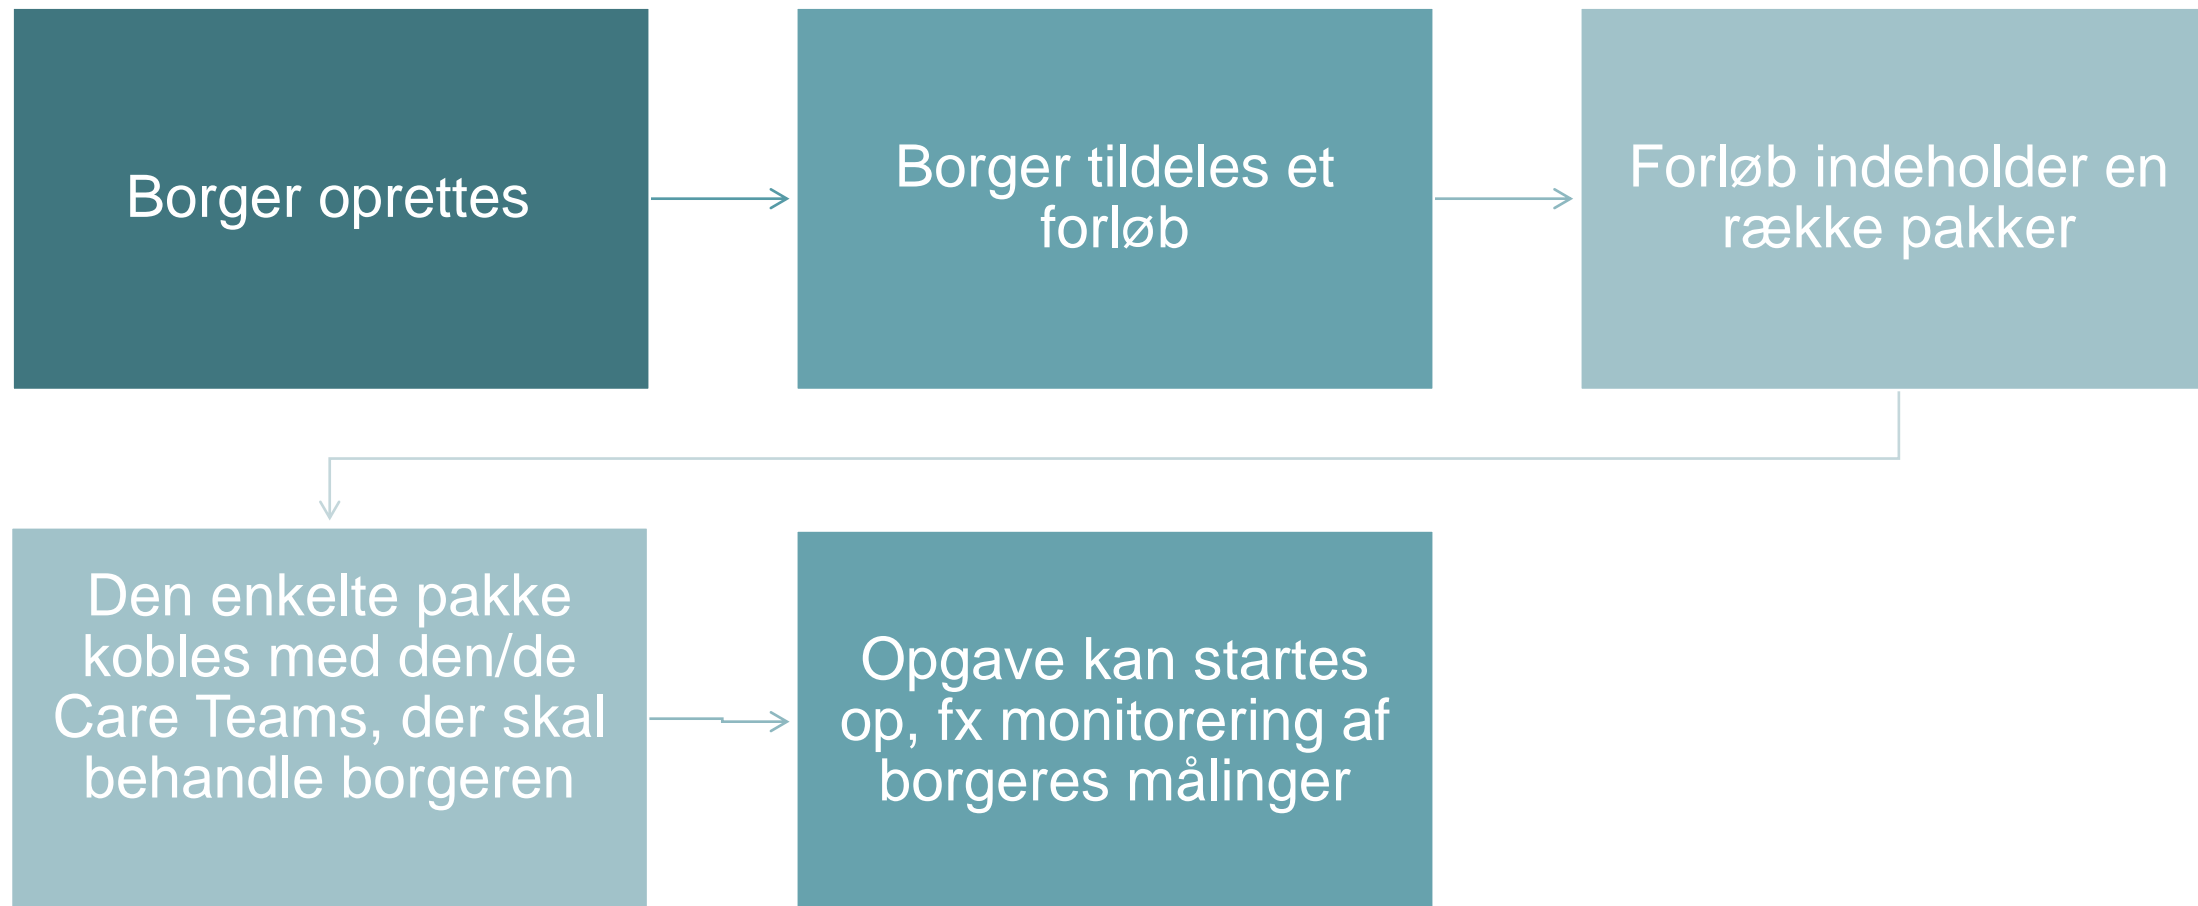 Borger oprettes
Borger tildeles et
forløb
Forløb indeholder en
række pakker
Den enkelte pakke
kobles med den/de
Care Teams, der skal
behandle borgeren
Opgave kan startes
op, fx monitorering af
borgeres målinger